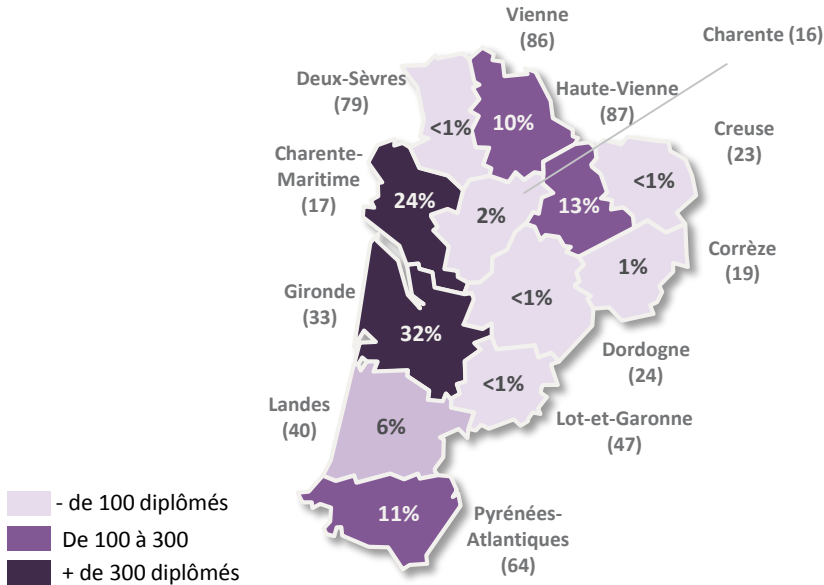 Vienne
(86)
Charente (16)
Deux-Sèvres
(79)
Haute-Vienne
(87)
<1%
10%
Creuse
(23)
Charente-
Maritime
(17)
24%
2%
13%
<1%
Corrèze
(19)
1%
Gironde
(33)
<1%
32%
Dordogne
(24)
<1%
Landes
(40)
6%
Lot-et-Garonne
(47)
- de 100 diplômés
De 100 à 300
+ de 300 diplômés
11%
Pyrénées-
Atlantiques
(64)